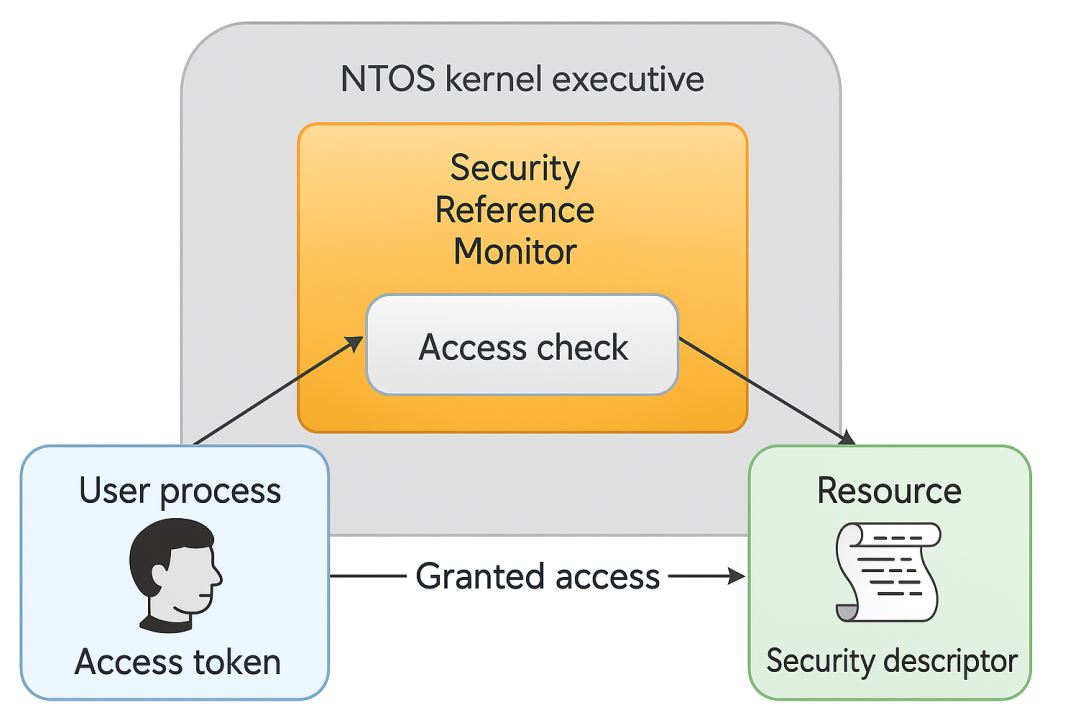 NTOS kernel executive
Security
Reference
Monitor
Access check
User process
Access token
Granted access
Resource
Security descriptor